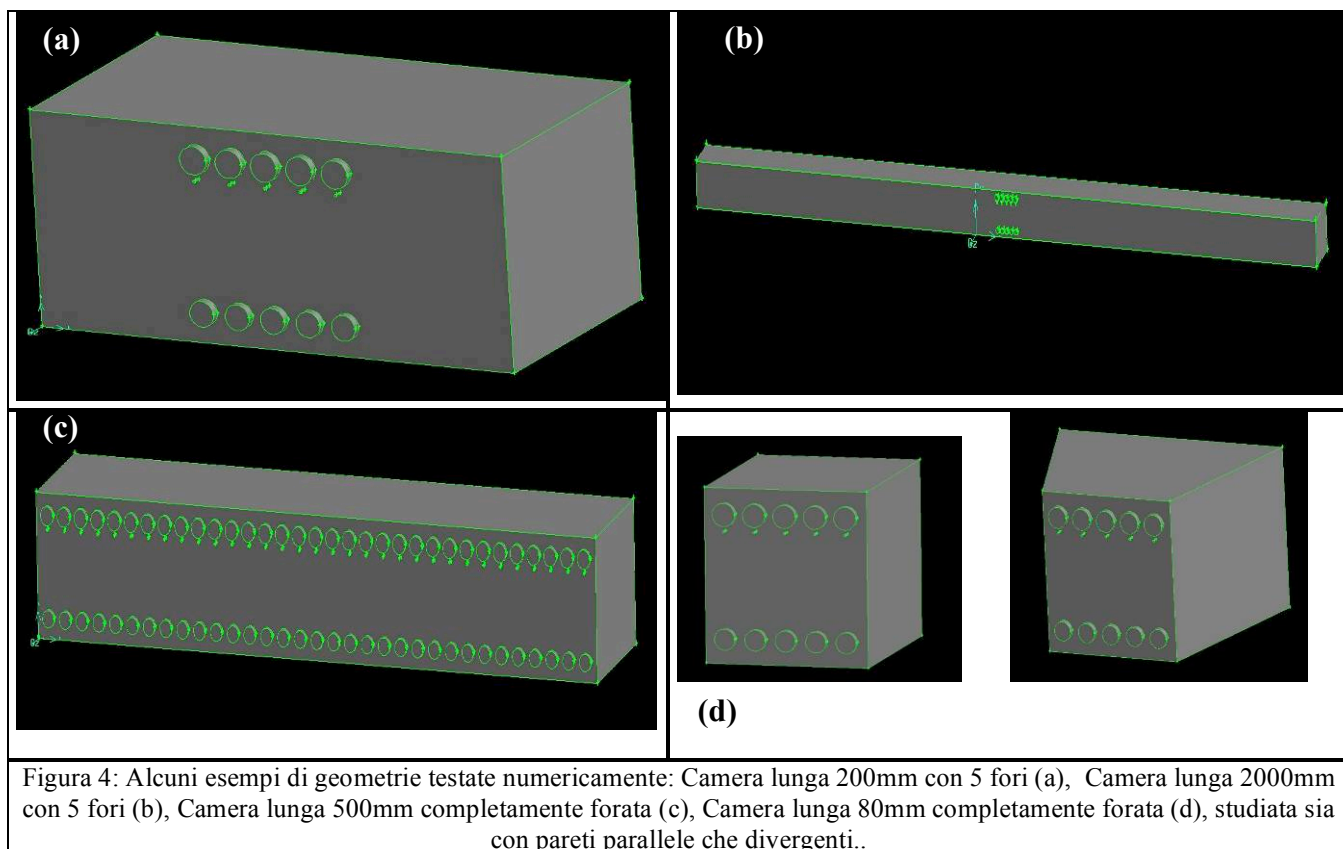 (a)
(b)
(c)
(d)
Figura 4: Alcuni esempi di geometrie testate numericamente: Camera lunga 200mm con 5 fori (a), Camera lunga 2000mm
con 5 fori (b), Camera lunga 500mm completamente forata (c), Camera lunga 80mm completamente forata (d), studiata sia
con pareti parallele che divergenti..